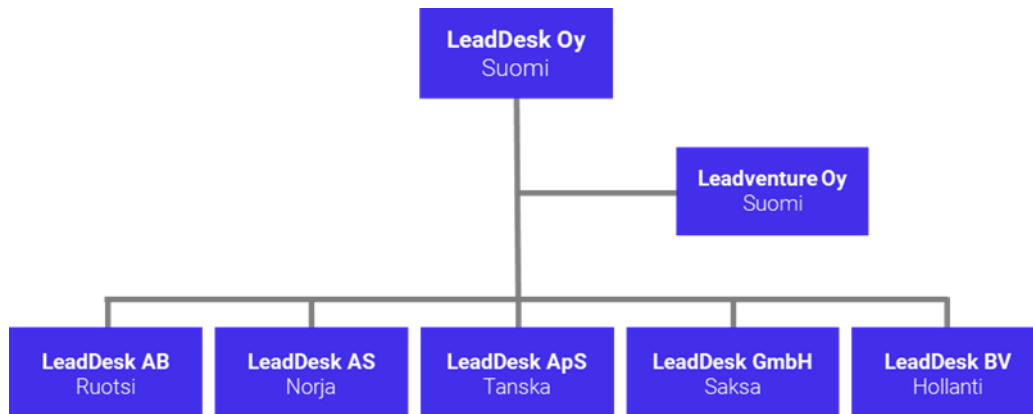 LeadDesk Oy
Suomi
Leadventure Oy
Suomi
LeadDesk AB
Ruotsi
LeadDesk AS
Norja
LeadDesk ApS
Tanska
LeadDesk GmbH
Saksa
LeadDesk BV
Hollanti